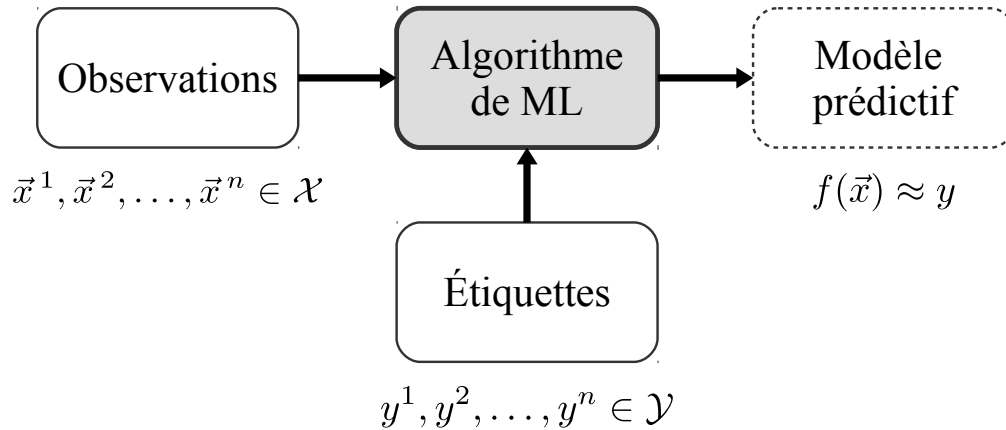 Observations
Algorithme
de ML
Modèle
prédictif
x⃗ ¹, x⃗ ², . . . , x⃗ ⁿ ∈ 𝒳
f(x⃗) ≈ y
Étiquettes
y¹, y², . . . , yⁿ ∈ 𝒴